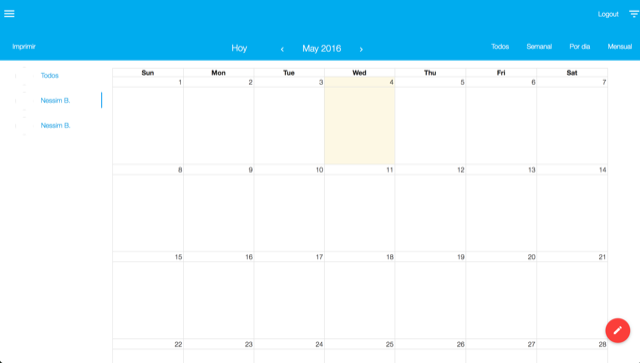 Logout
Imprimir Hoy ‹ May 2016 › Todos Semanal Por dia Mensual
Todos
Nessim B.
Nessim B.
Sun Mon Tue Wed Thu Fri Sat
1 2 3 4 5 6 7
8 9 10 11 12 13 14
15 16 17 18 19 20 21
22 23 24 25 26 27 28